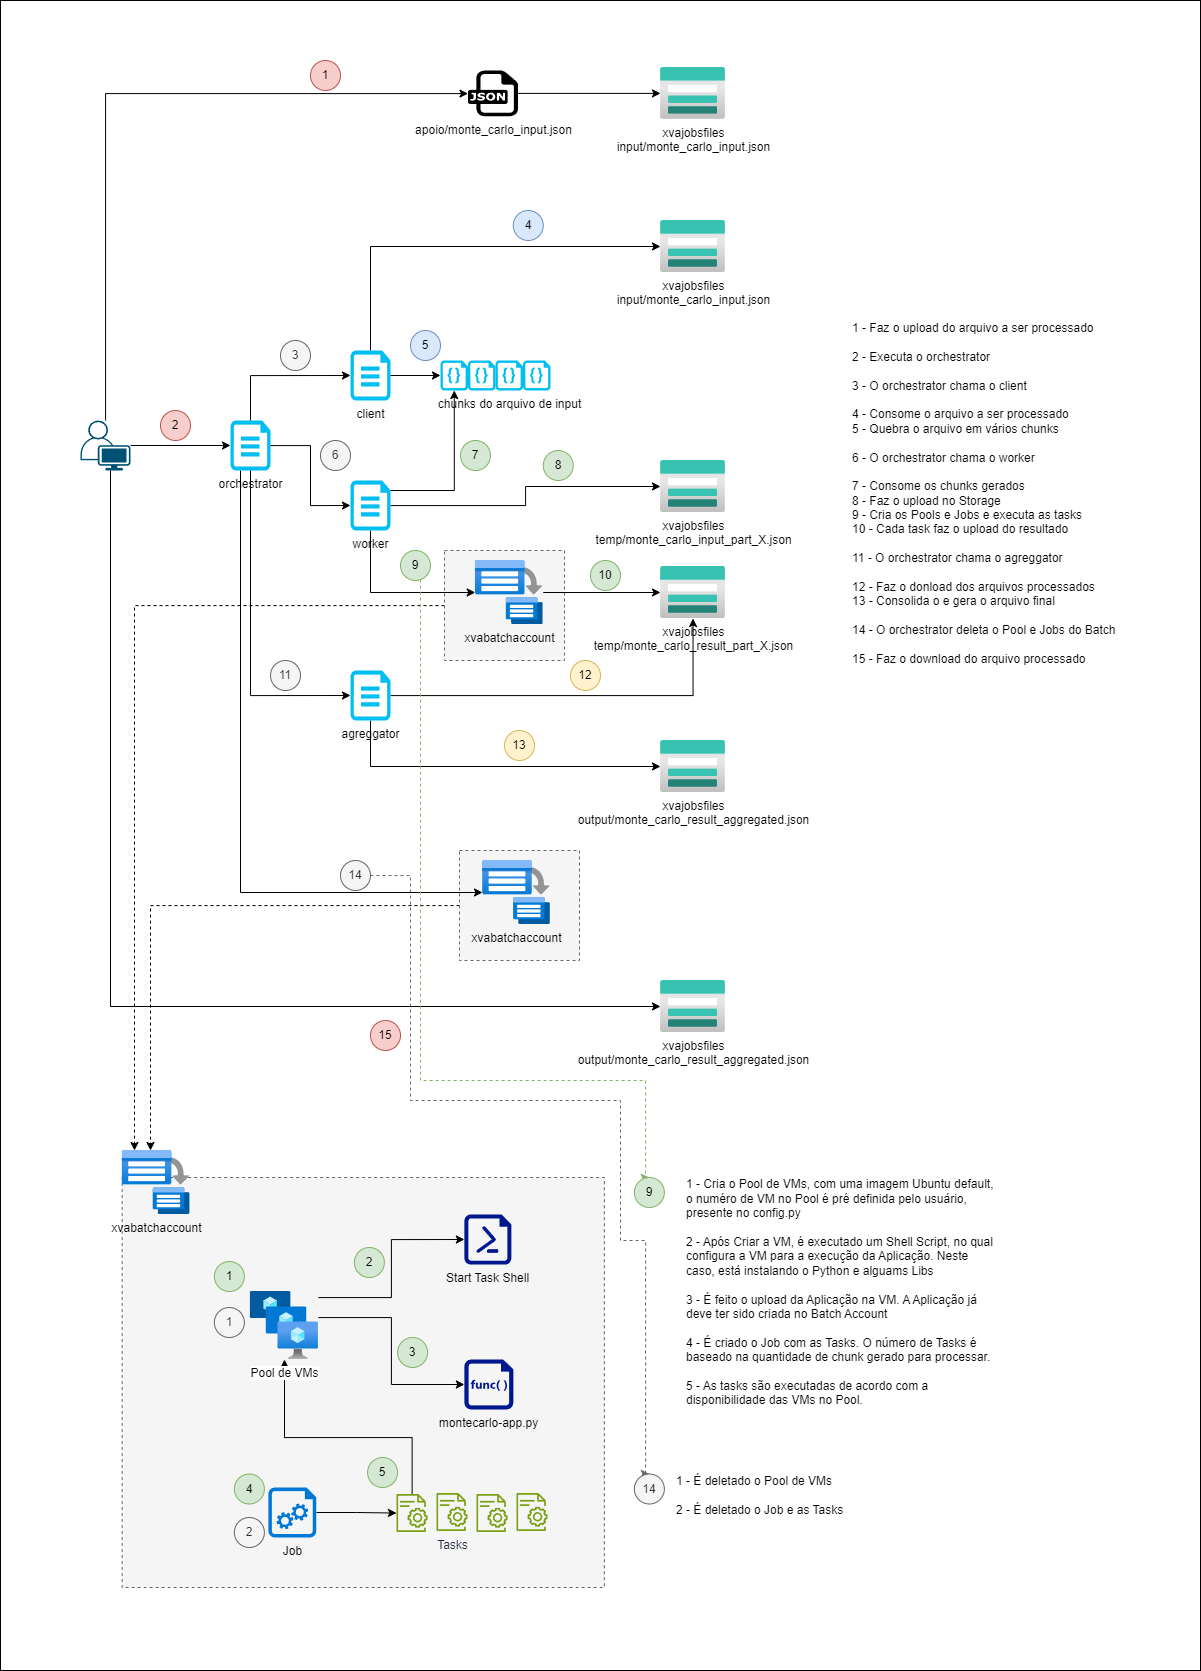 1
JSON
apoio/monte_carlo_input.json
xvajobsfiles
input/monte_carlo_input.json
4
xvajobsfiles
input/monte_carlo_input.json
3
5
client
chunks do arquivo de input
2
orchestrator
6
7
8
worker
xvajobsfiles
temp/monte_carlo_input_part_X.json
9
10
xvabatchaccount
xvajobsfiles
temp/monte_carlo_result_part_X.json
11
12
agreggator
13
xvajobsfiles
output/monte_carlo_result_aggregated.json
14
xvabatchaccount
15
xvajobsfiles
output/monte_carlo_result_aggregated.json
1 - Faz o upload do arquivo a ser processado
2 - Executa o orchestrator
3 - O orchestrator chama o client
4 - Consome o arquivo a ser processado
5 - Quebra o arquivo em vários chunks
6 - O orchestrator chama o worker
7 - Consome os chunks gerados
8 - Faz o upload no Storage
9 - Cria os Pools e Jobs e executa as tasks
10 - Cada task faz o upload do resultado
11 - O orchestrator chama o agreggator
12 - Faz o donload dos arquivos processados
13 - Consolida o e gera o arquivo final
14 - O orchestrator deleta o Pool e Jobs do Batch
15 - Faz o download do arquivo processado
xvabatchaccount
1
1
Pool de VMs
2
Start Task Shell
3
func( )
montecarlo-app.py
4
2
Job
5
Tasks
9
1 - Cria o Pool de VMs, com uma imagem Ubuntu default,
o numéro de VM no Pool é pré definida pelo usuário,
presente no config.py
2 - Após Criar a VM, é executado um Shell Script, no qual
configura a VM para a execução da Aplicação. Neste
caso, está instalando o Python e alguams Libs
3 - É feito o upload da Aplicação na VM. A Aplicação já
deve ter sido criada no Batch Account
4 - É criado o Job com as Tasks. O número de Tasks é
baseado na quantidade de chunk gerado para processar.
5 - As tasks são executadas de acordo com a
disponibilidade das VMs no Pool.
14
1 - É deletado o Pool de VMs
2 - É deletado o Job e as Tasks